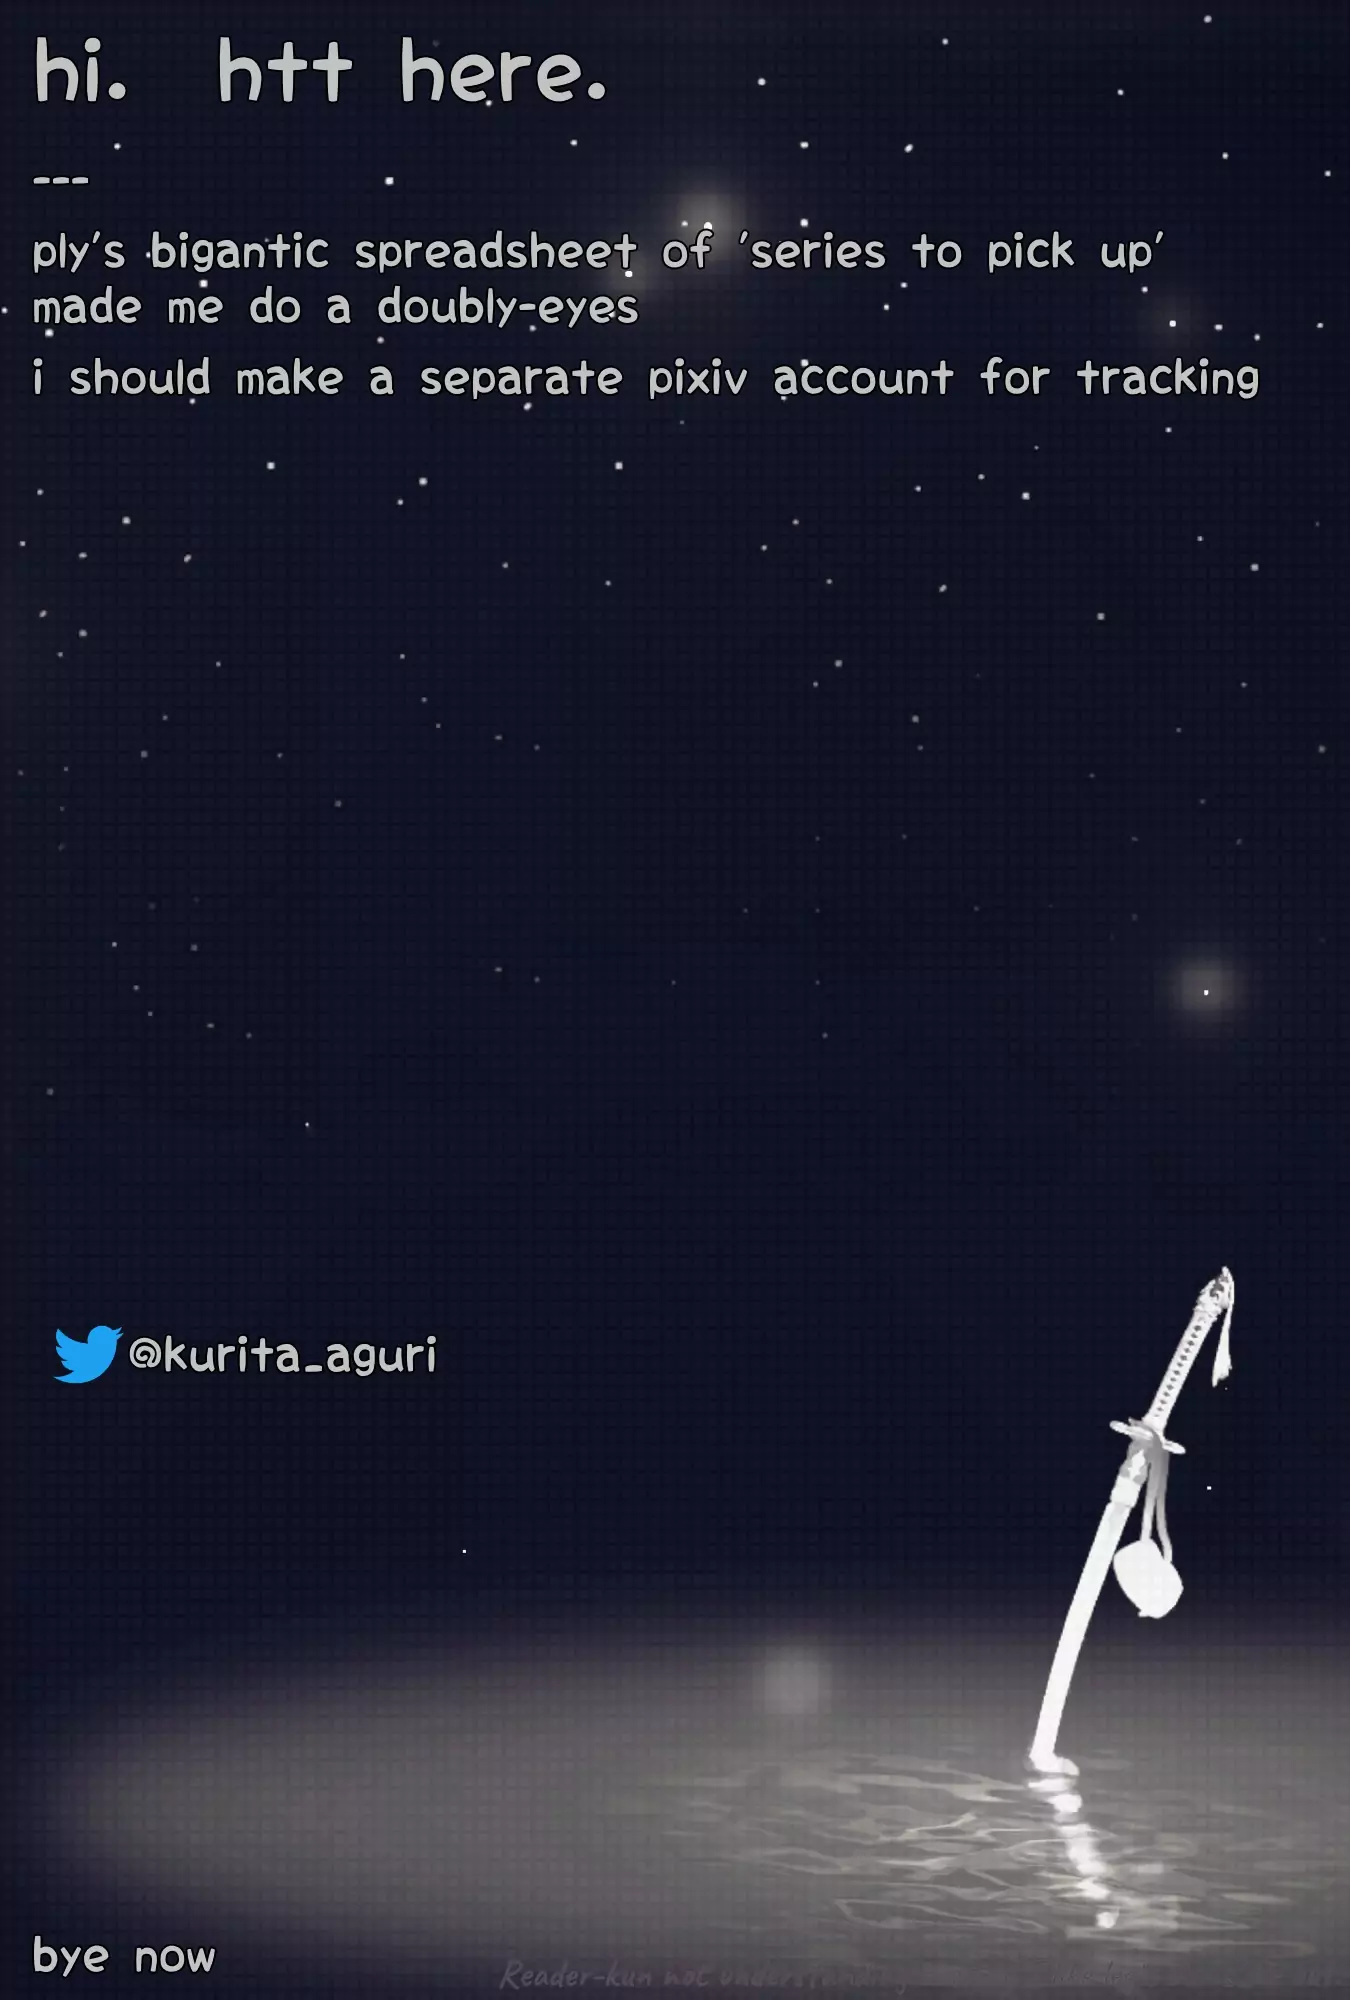 hi. htt here.
---
ply's bigantic spreadsheet of 'series to pick up'
made me do a doubly-eyes
i should make a separate pixiv account for tracking
@kurita_aguri
bye now
Reader-kun not understanding